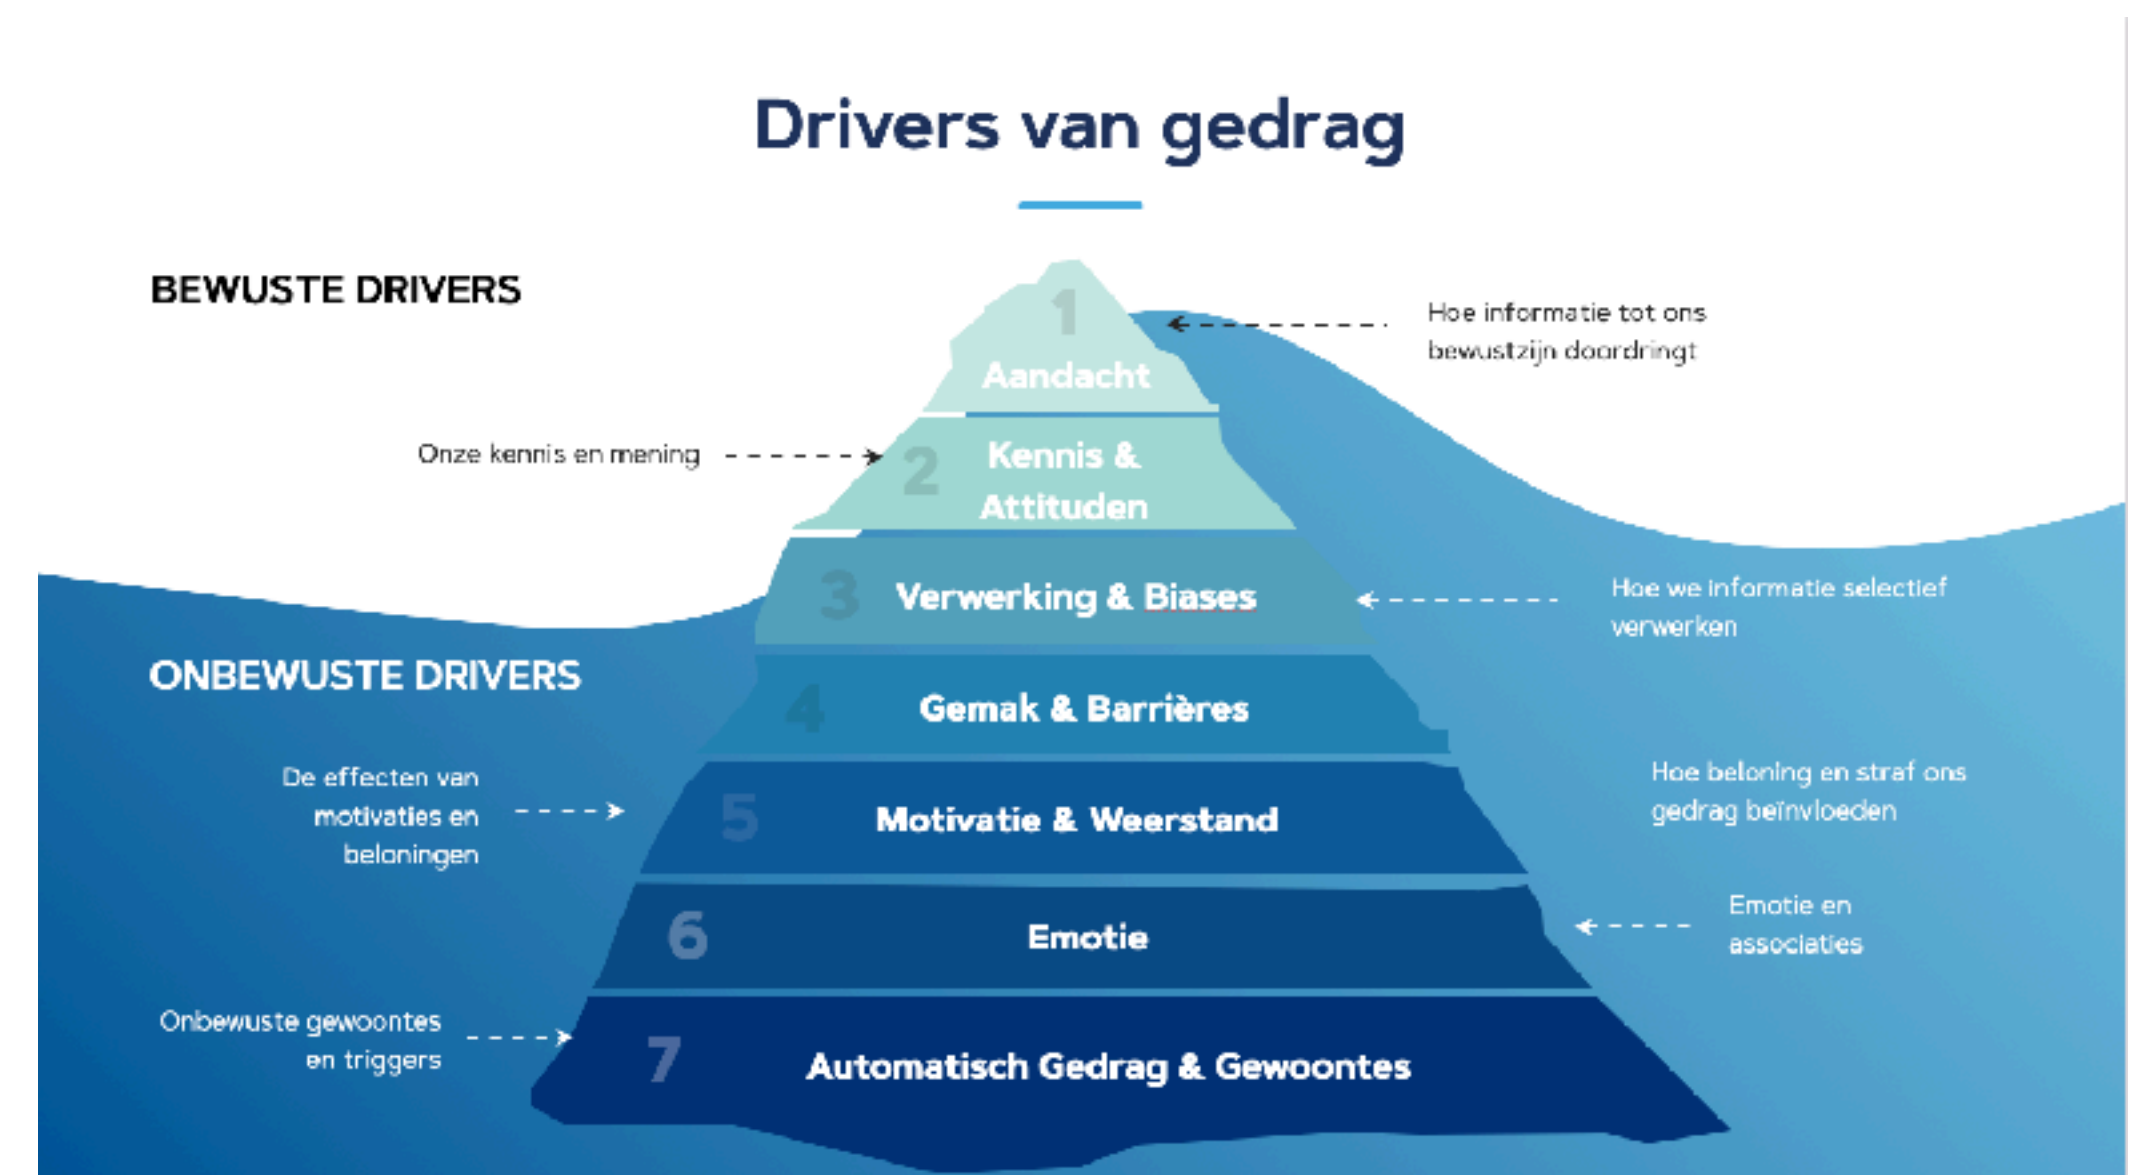 Drivers van gedrag
BEWUSTE DRIVERS
1
Aandacht
Hoe informatie tot ons
bewustzijn doordringt
Onze kennis en mening
2
Kennis &
Attituden
3
Verwerking & Biases
Hoe we informatie selectief
verwerken
ONBEWUSTE DRIVERS
4
Gemak & Barrières
De effecten van
motivaties en
beloningen
5
Motivatie & Weerstand
Hoe beloning en straf ons
gedrag beïnvloeden
6
Emotie
Emotie en
associaties
Onbewuste gewoontes
en triggers
7
Automatisch Gedrag & Gewoontes